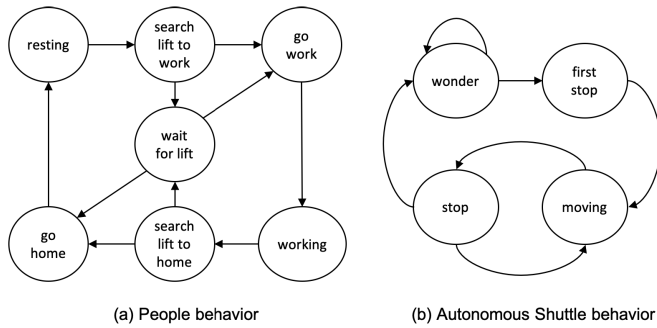 resting
search
lift to
work
go
work
wait
for lift
go
home
search
lift to
home
working
(a) People behavior
wonder
first
stop
stop
moving
(b) Autonomous Shuttle behavior